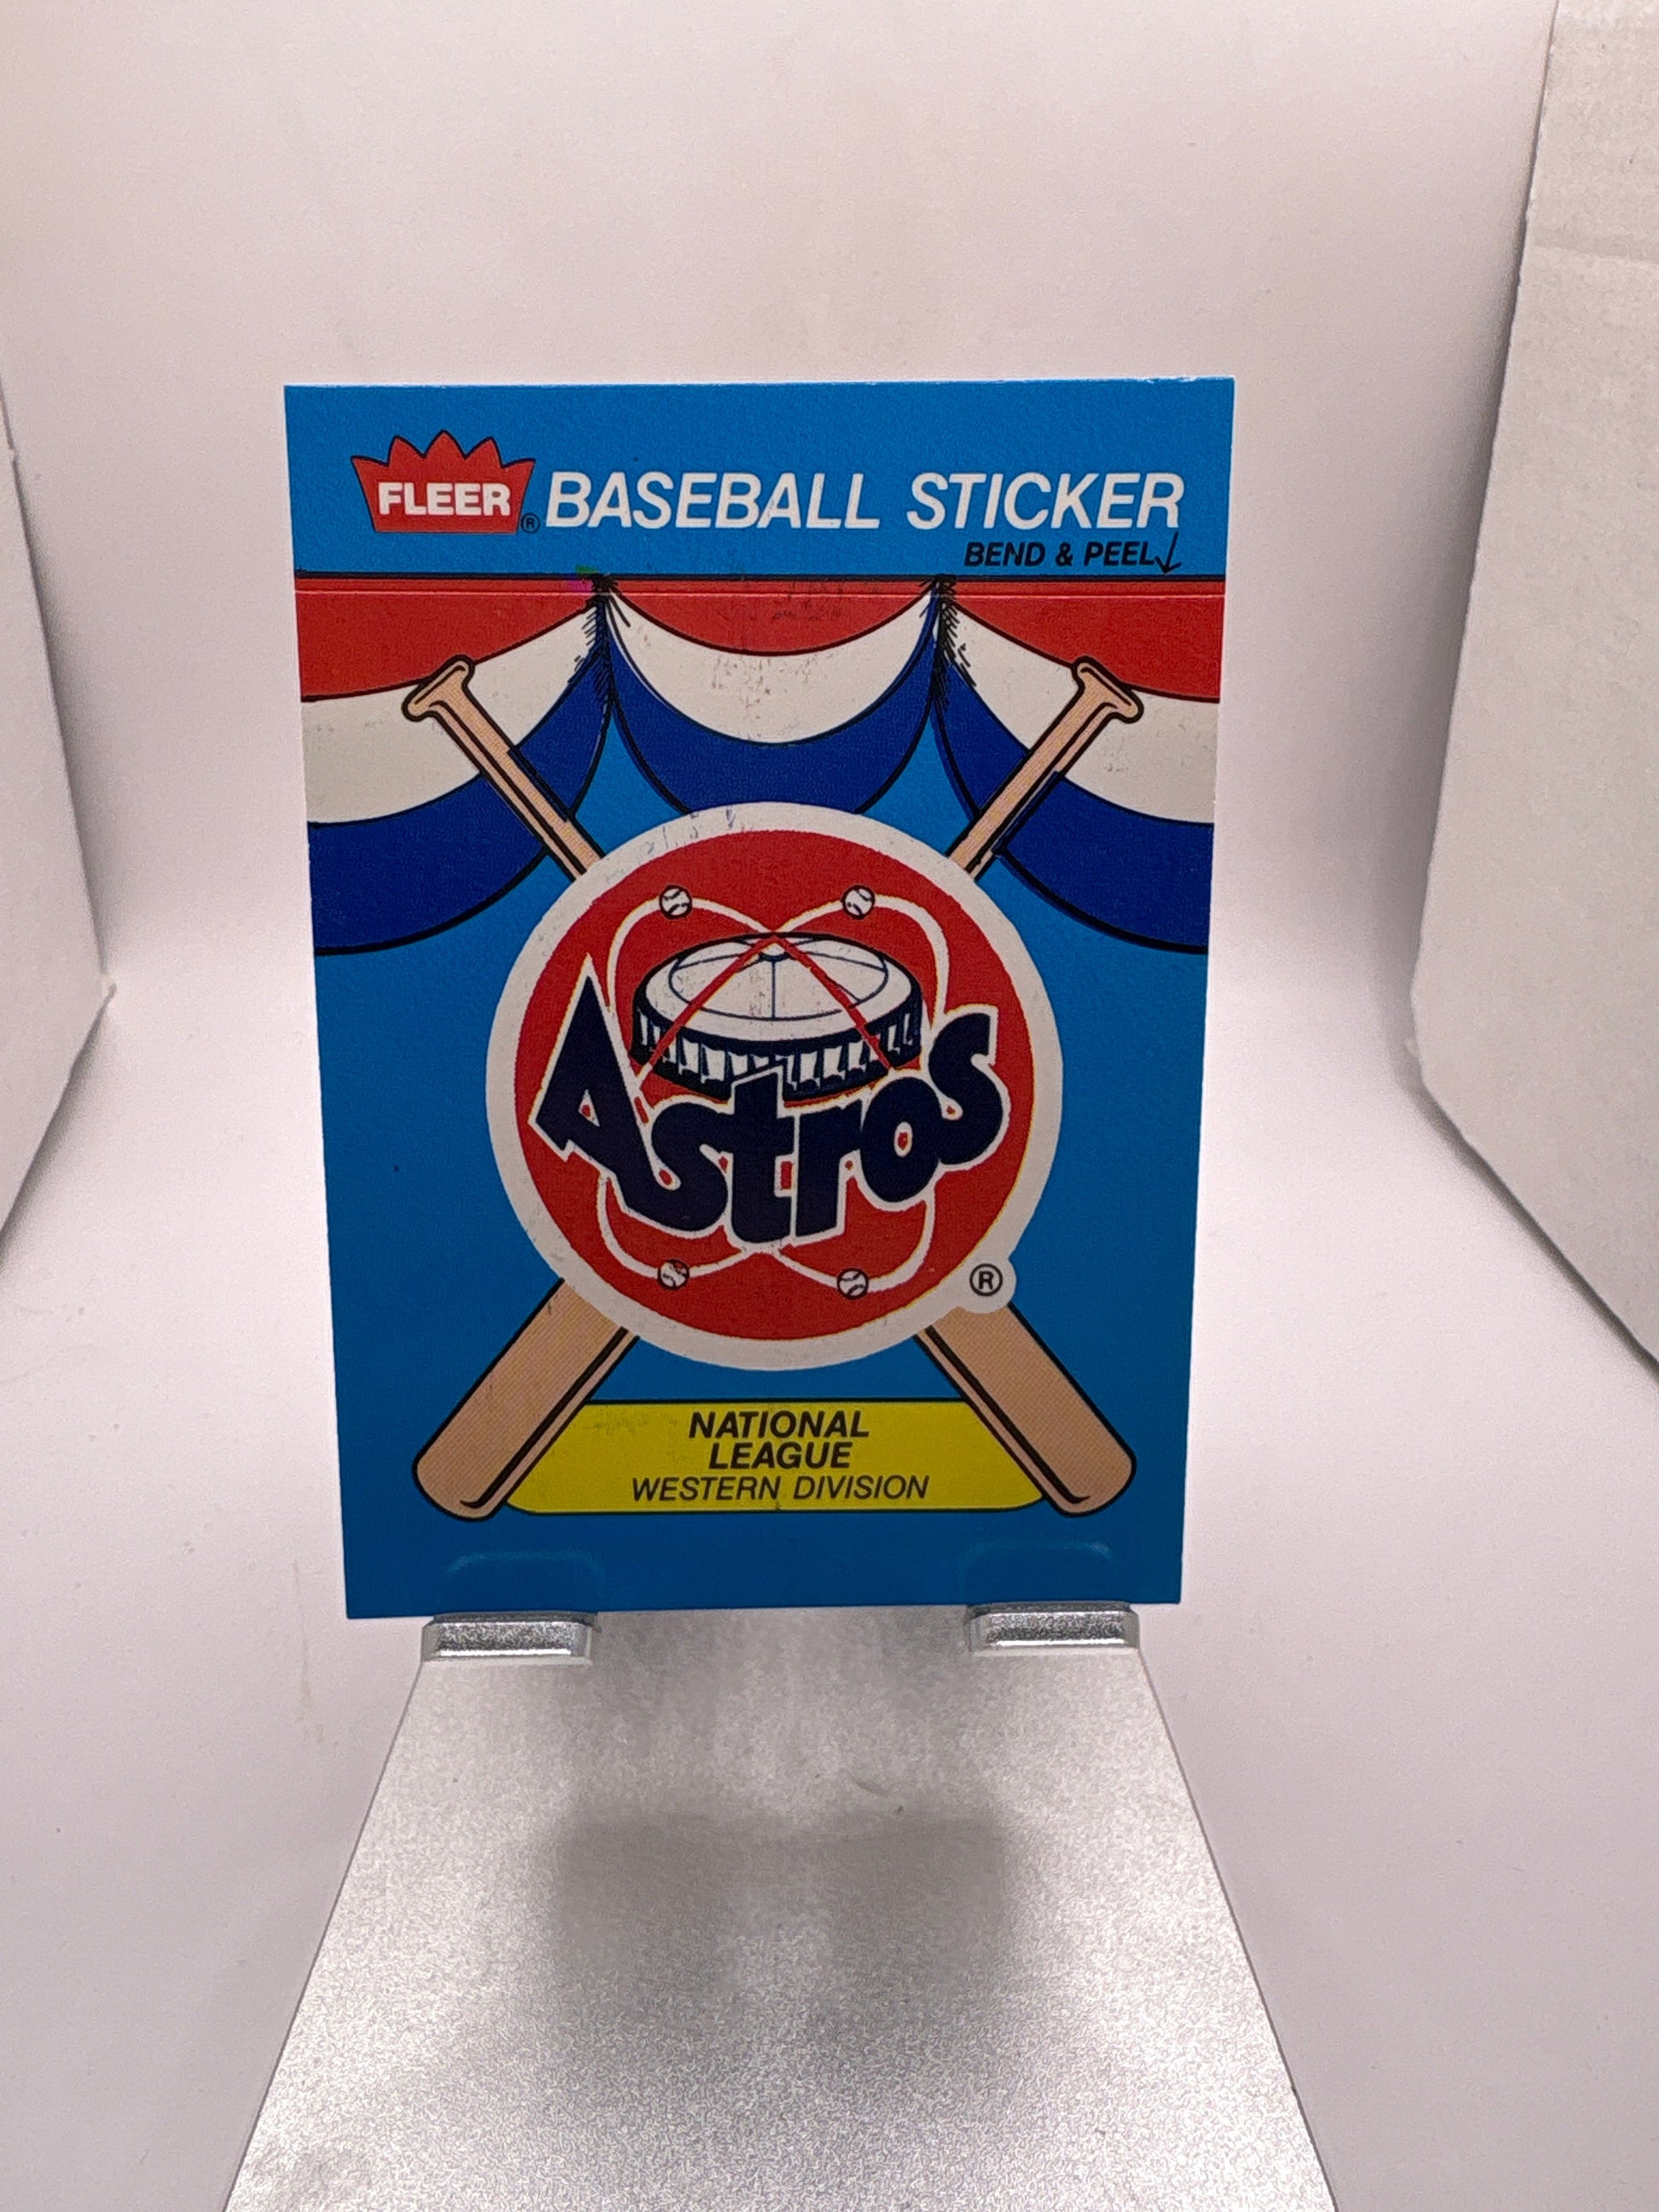 FLEER® BASEBALL STICKER
BEND & PEEL
Astros
®
NATIONAL
LEAGUE
WESTERN DIVISION